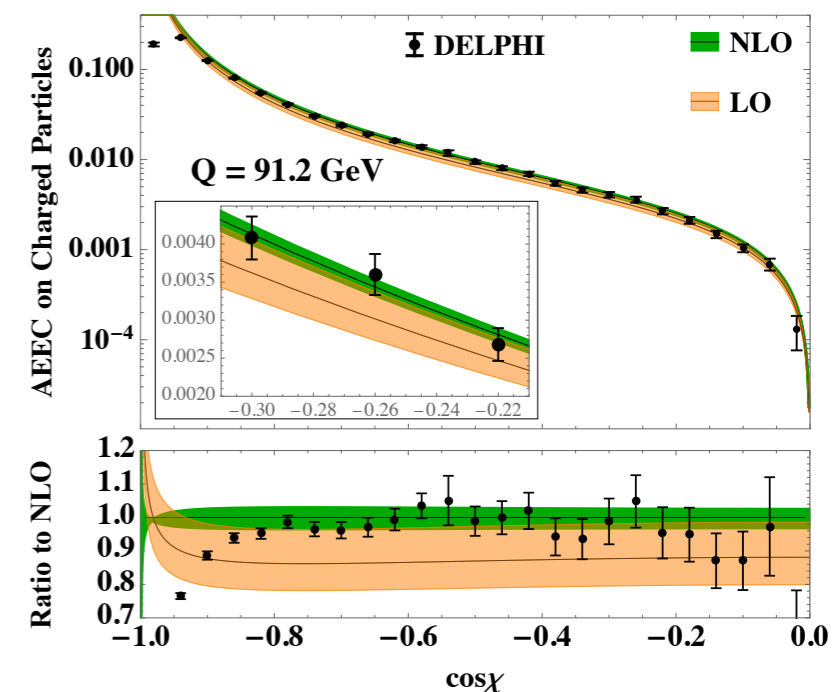 DELPHI
NLO
LO
AEEC on Charged Particles
0.100
0.010
0.001
10⁻⁴
Q = 91.2 GeV
0.0040
0.0035
0.0030
0.0025
0.0020
−0.30 −0.28 −0.26 −0.24 −0.22
Ratio to NLO
1.2
1.1
1.0
0.9
0.8
0.7
−1.0 −0.8 −0.6 −0.4 −0.2 0.0
cosχ